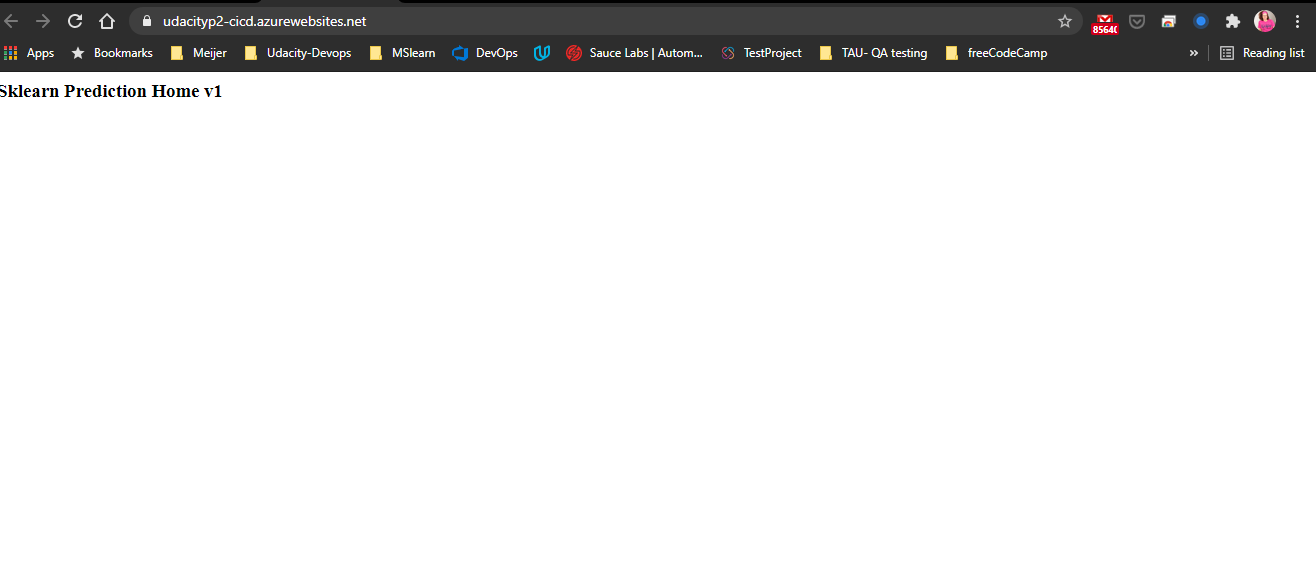 udacityp2-cicd.azurewebsites.net
8564
Apps Bookmarks Meijer Udacity-Devops MSlearn DevOps Sauce Labs | Autom... TestProject TAU- QA testing freeCodeCamp » Reading list
Sklearn Prediction Home v1